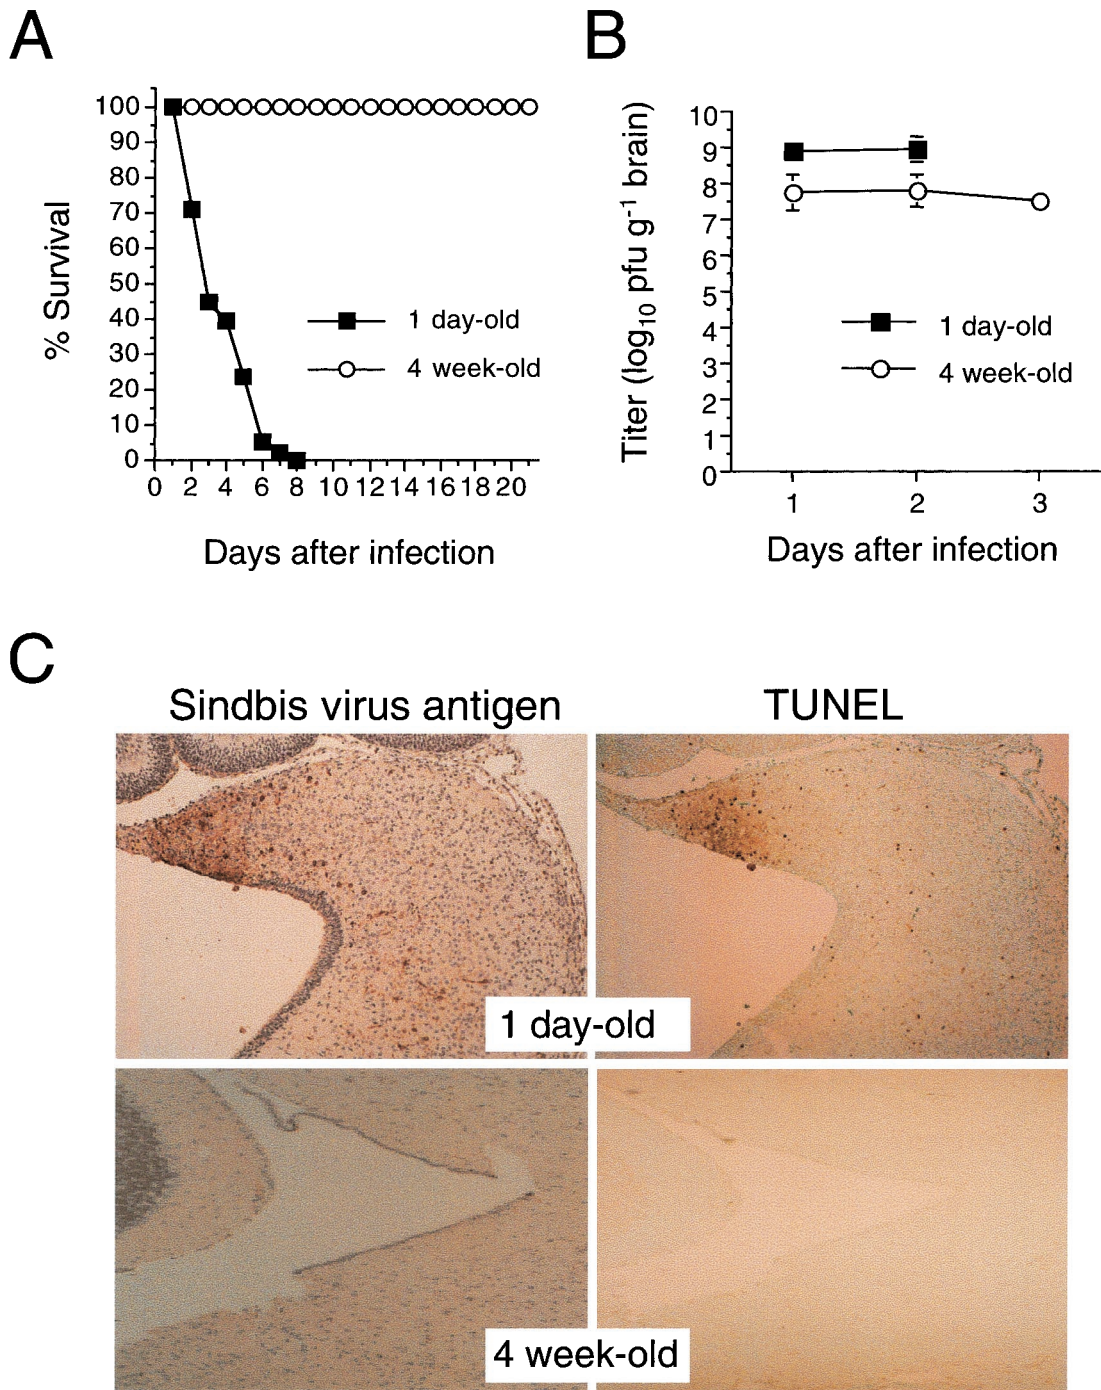 A
% Survival
100
90
80
70
60
50
40
30
20
10
0
0 2 4 6 8 10 12 14 16 18 20
Days after infection
1 day-old
4 week-old
B
Titer (log10 pfu g-1 brain)
10
9
8
7
6
5
4
3
2
1
0
1 2 3
Days after infection
1 day-old
4 week-old
C
Sindbis virus antigen
TUNEL
1 day-old
4 week-old